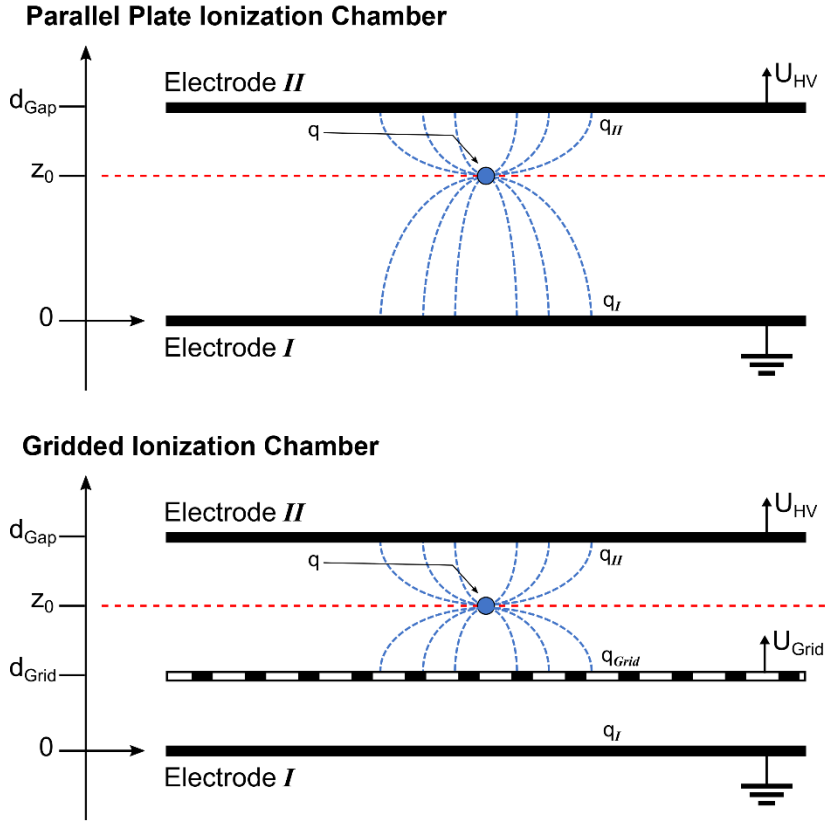 Parallel Plate Ionization Chamber
Electrode II
U_HV
d_Gap
q
q_II
z_0
q_I
0
Electrode I
Gridded Ionization Chamber
Electrode II
U_HV
d_Gap
q
q_II
z_0
U_Grid
d_Grid
q_Grid
q_I
0
Electrode I